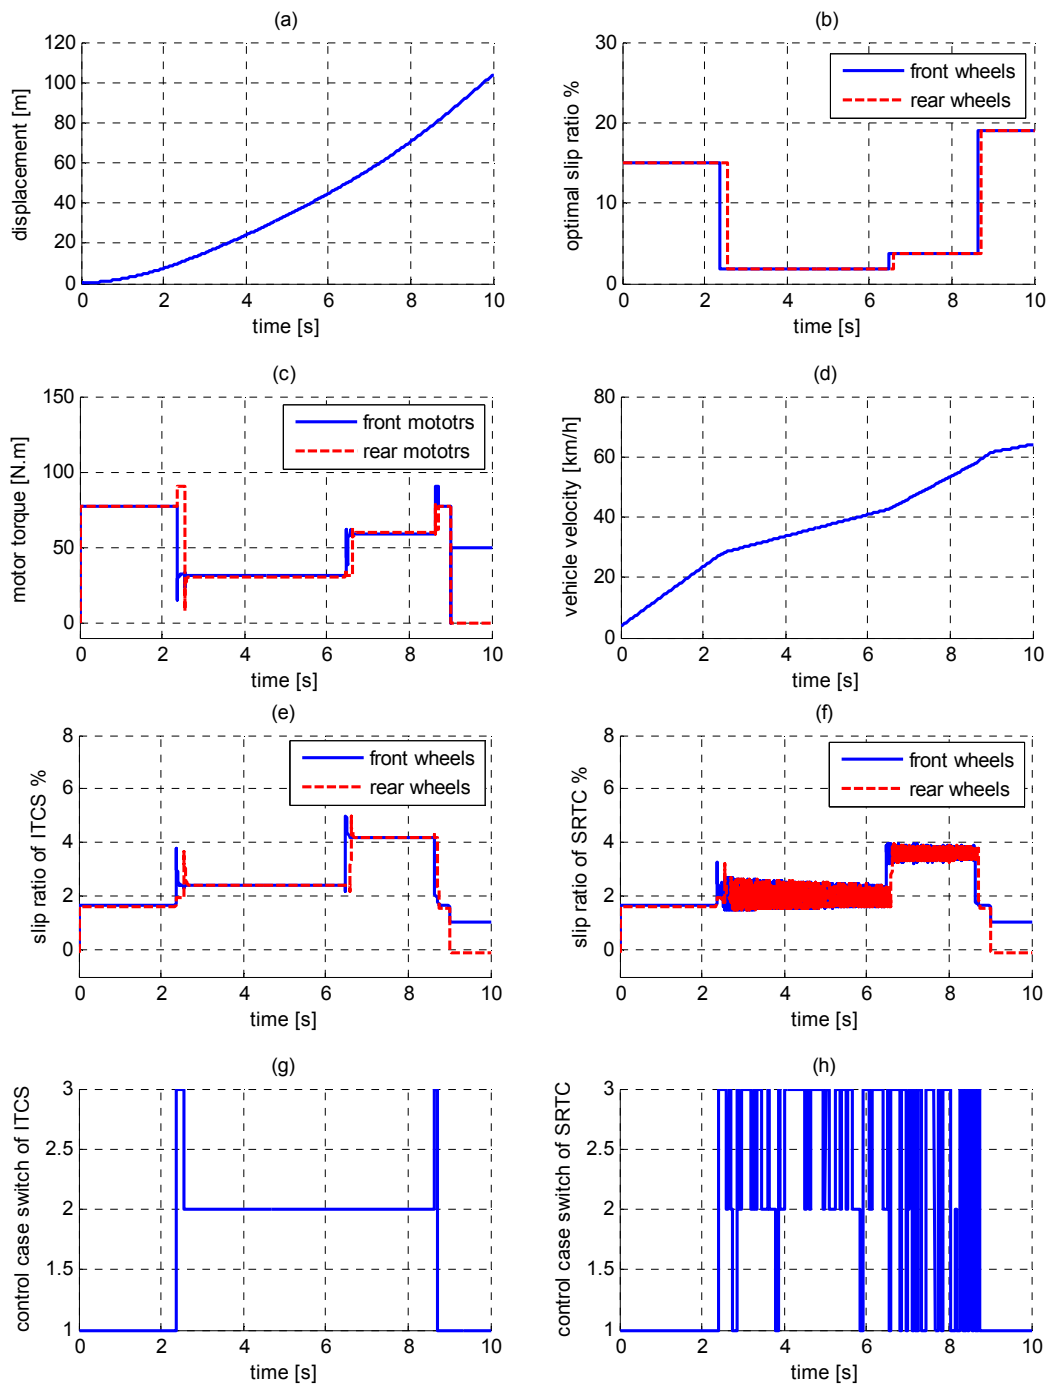 (a)
120
100
80
60
40
20
0
0 2 4 6 8 10
displacement [m]
time [s]
(b)
30
20
10
0
0 2 4 6 8 10
optimal slip ratio %
time [s]
front wheels
rear wheels
(c)
150
100
50
0
0 2 4 6 8 10
motor torque [N.m]
time [s]
front mototrs
rear mototrs
(d)
80
60
40
20
0
0 2 4 6 8 10
vehicle velocity [km/h]
time [s]
(e)
8
6
4
2
0
0 2 4 6 8 10
slip ratio of ITCS %
time [s]
front wheels
rear wheels
(f)
8
6
4
2
0
0 2 4 6 8 10
slip ratio of SRTC %
time [s]
front wheels
rear wheels
(g)
3
2.5
2
1.5
1
0 2 4 6 8 10
control case switch of ITCS
time [s]
(h)
3
2.5
2
1.5
1
0 2 4 6 8 10
control case switch of SRTC
time [s]